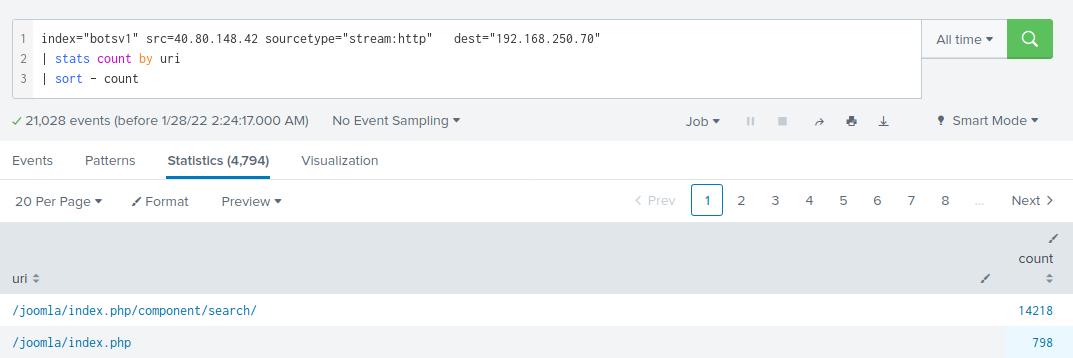 1 index="botsv1" src=40.80.148.42 sourcetype="stream:http"   dest="192.168.250.70"
All time
2 | stats count by uri
3 | sort - count
21,028 events (before 1/28/22 2:24:17.000 AM) No Event Sampling Job Smart Mode
Events Patterns Statistics (4,794) Visualization
20 Per Page Format Preview < Prev 1 2 3 4 5 6 7 8 ... Next >
uri count
/joomla/index.php/component/search/ 14218
/joomla/index.php 798